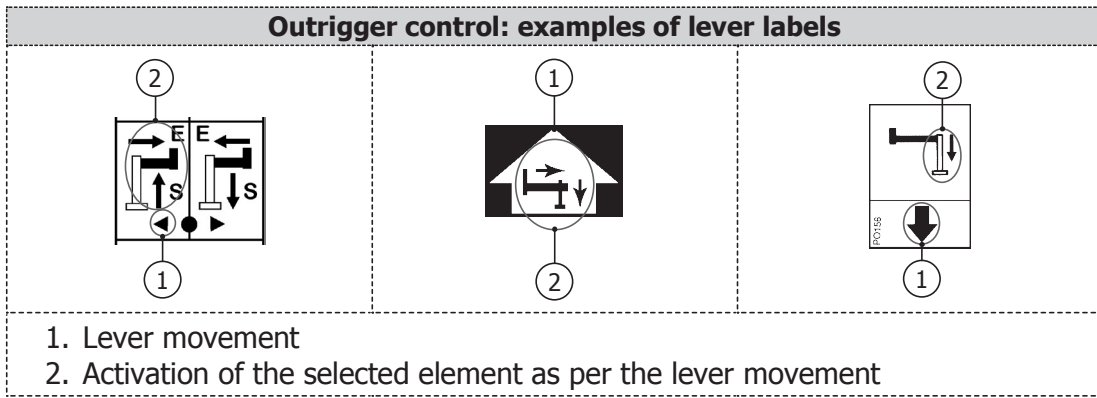 Outrigger control: examples of lever labels
2 1 2
E E
S S
PO156
1 2 1
1. Lever movement
2. Activation of the selected element as per the lever movement